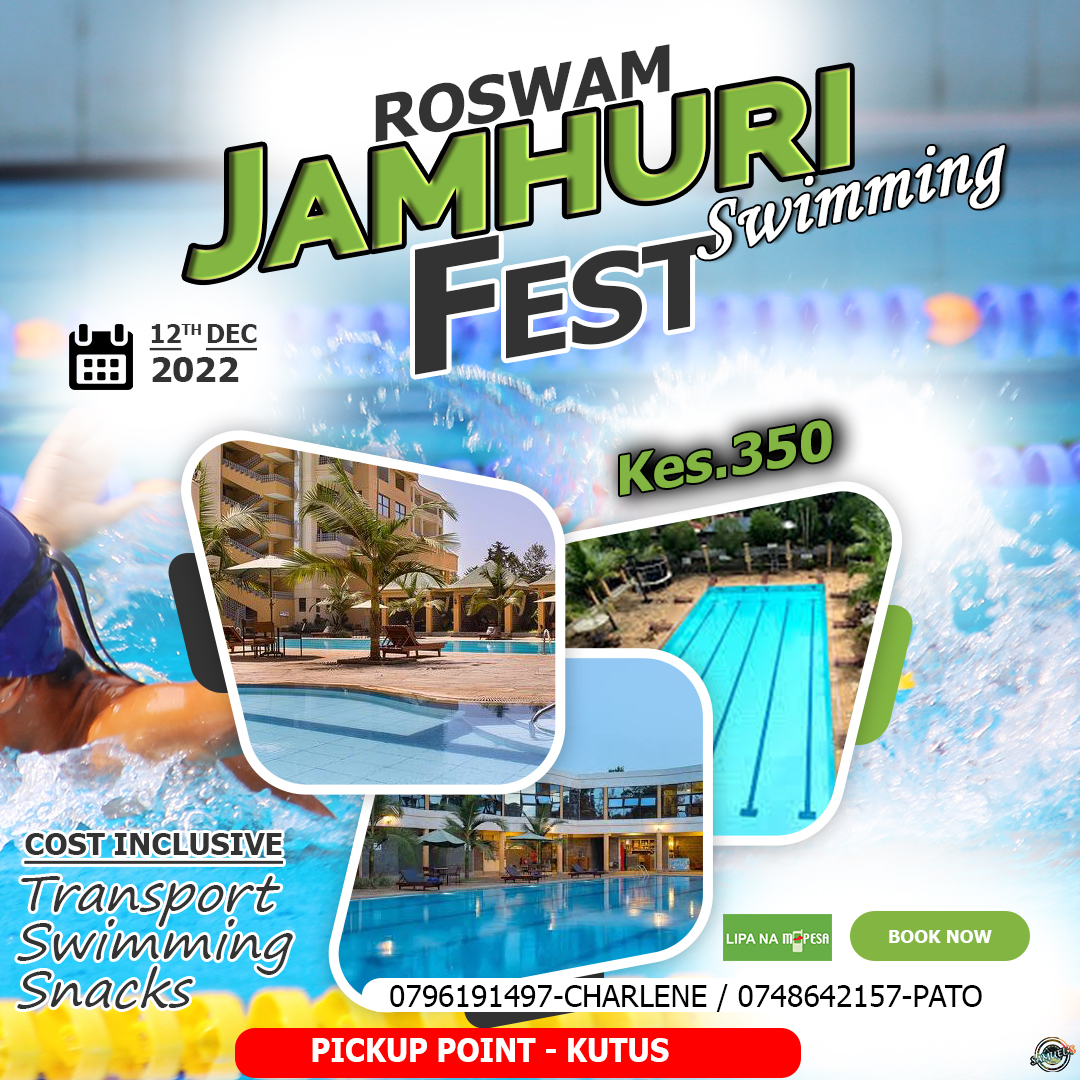 ROSWAM
JAMHURI
Swimming
FEST
12TH DEC
2022
Kes.350
COST INCLUSIVE
Transport
Swimming
Snacks
LIPA NA M-PESA
BOOK NOW
0796191497-CHARLENE / 0748642157-PATO
PICKUP POINT - KUTUS
SAMUEL'S